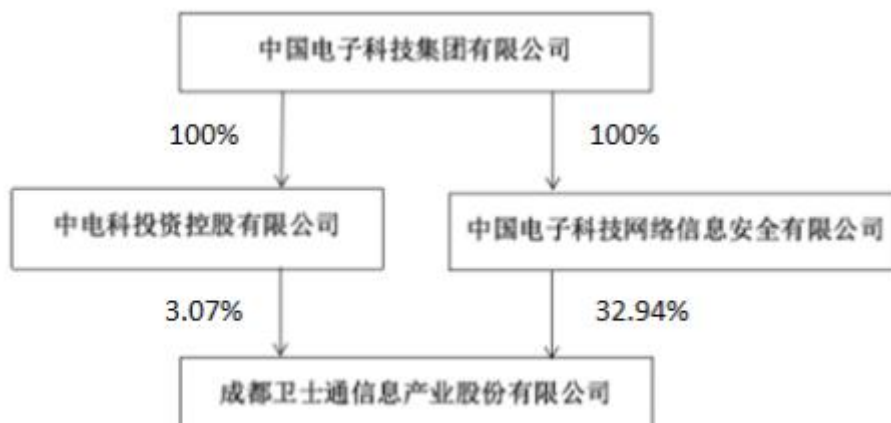 中国电子科技集团有限公司
100%
100%
中电科投资控股有限公司
中国电子科技网络信息安全有限公司
3.07%
32.94%
成都卫士通信息产业股份有限公司